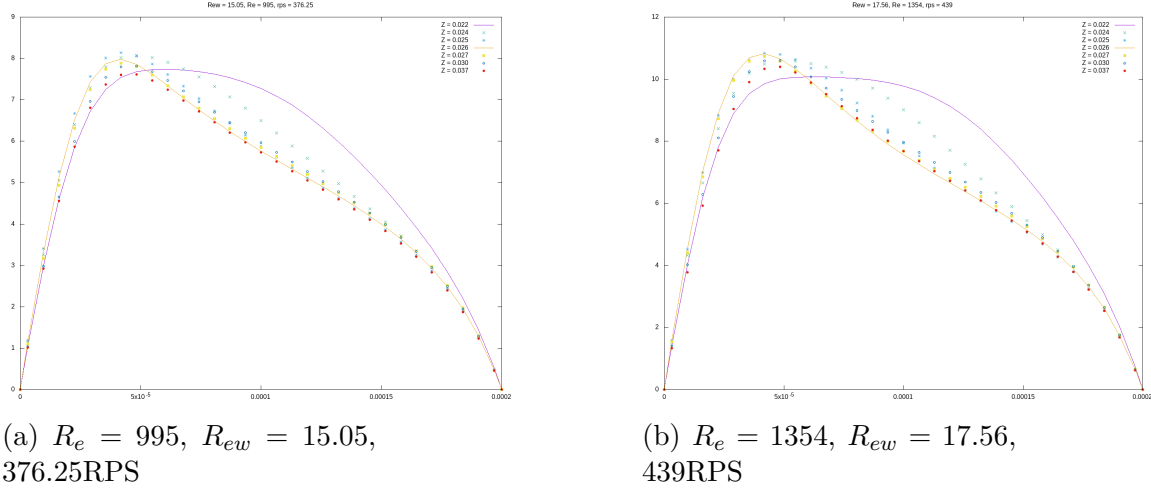 Rew = 15.05, Re = 995, rps = 376.25
9
8
7
6
5
4
3
2
1
0
0
5x10⁻⁵
0.0001
0.00015
0.0002
Z = 0.022
Z = 0.024
Z = 0.025
Z = 0.026
Z = 0.027
Z = 0.030
Z = 0.037
(a) Rₑ = 995, Rₑw = 15.05,
376.25RPS
Rew = 17.56, Re = 1354, rps = 439
12
10
8
6
4
2
0
0
5x10⁻⁵
0.0001
0.00015
0.0002
Z = 0.022
Z = 0.024
Z = 0.025
Z = 0.026
Z = 0.027
Z = 0.030
Z = 0.037
(b) Rₑ = 1354, Rₑw = 17.56,
439RPS